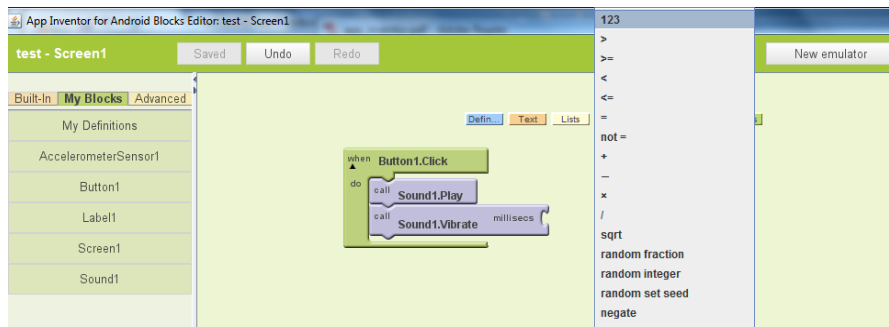 App Inventor for Android Blocks Editor: test - Screen1
test - Screen1 Saved Undo Redo New emulator
Built-In My Blocks Advanced
My Definitions
AccelerometerSensor1
Button1
Label1
Screen1
Sound1
Defin... Text Lists
when Button1.Click
do
call Sound1.Play
call Sound1.Vibrate millisecs
123
>
>=
<
<=
=
not =
+
–
×
/
sqrt
random fraction
random integer
random set seed
negate